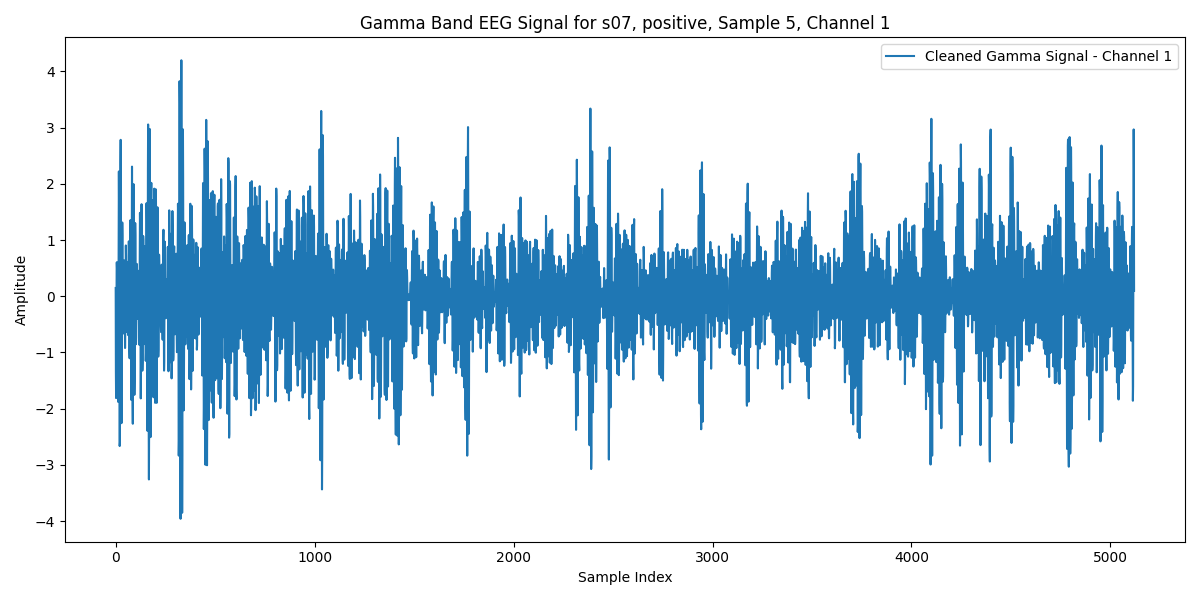 Gamma Band EEG Signal for s07, positive, Sample 5, Channel 1
Cleaned Gamma Signal - Channel 1
4
3
2
1
0
−1
−2
−3
−4
Amplitude
0 1000 2000 3000 4000 5000
Sample Index